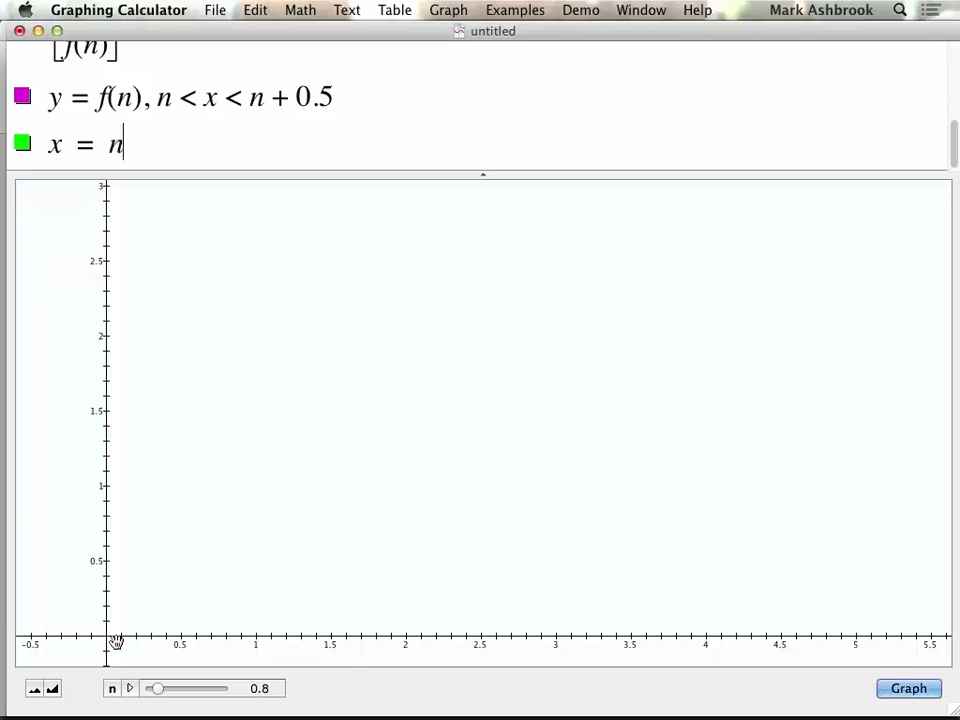 Graphing Calculator File Edit Math Text Table Graph Examples Demo Window Help Mark Ashbrook
untitled
[f(n)]
y = f(n), n < x < n + 0.5
x = n
3
2.5
2
1.5
1
0.5
-0.5 0.5 1 1.5 2 2.5 3 3.5 4 4.5 5 5.5
n 0.8 Graph